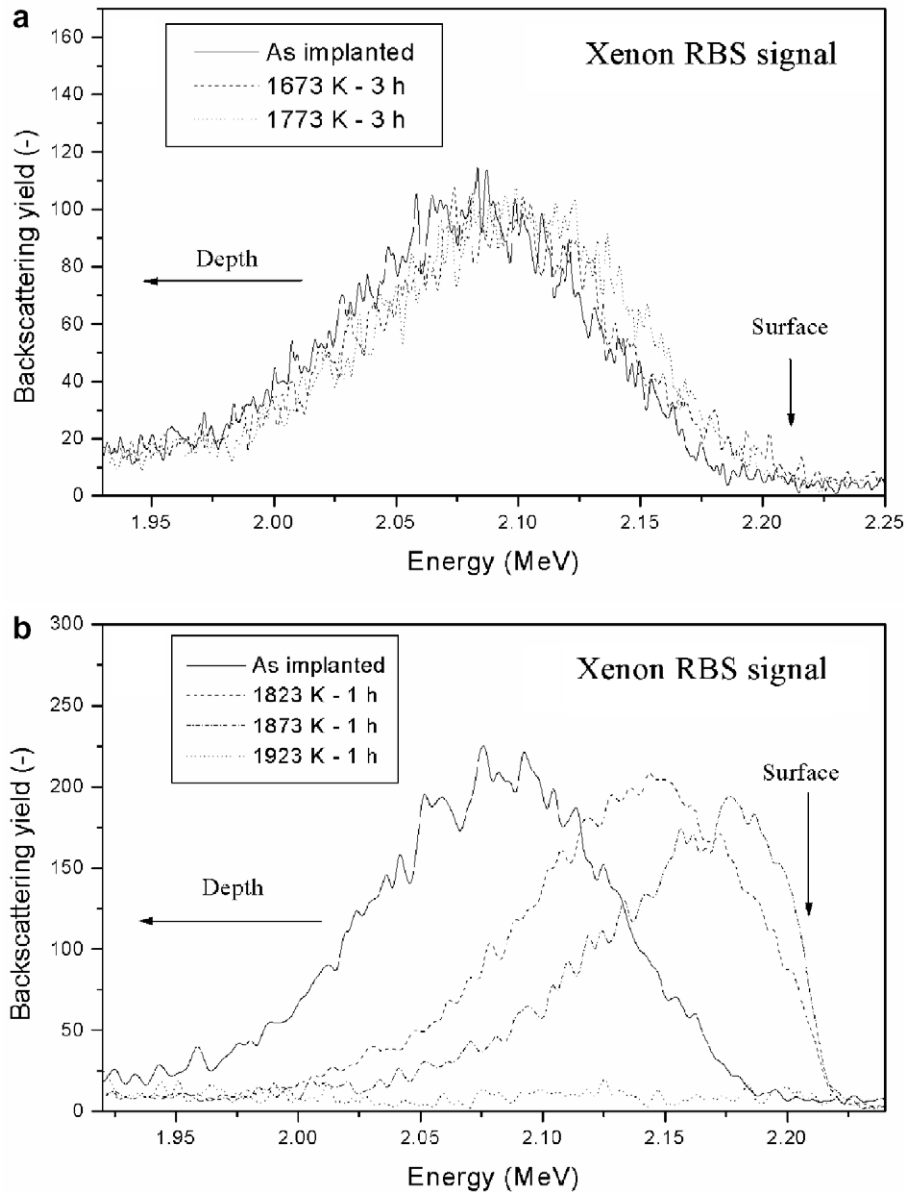 a
As implanted
1673 K - 3 h
1773 K - 3 h
Xenon RBS signal
Depth
Surface
160
140
120
100
80
60
40
20
0
Backscattering yield (-)
1.95
2.00
2.05
2.10
2.15
2.20
2.25
Energy (MeV)
b
As implanted
1823 K - 1 h
1873 K - 1 h
1923 K - 1 h
Xenon RBS signal
Depth
Surface
300
250
200
150
100
50
0
Backscattering yield (-)
1.95
2.00
2.05
2.10
2.15
2.20
Energy (MeV)